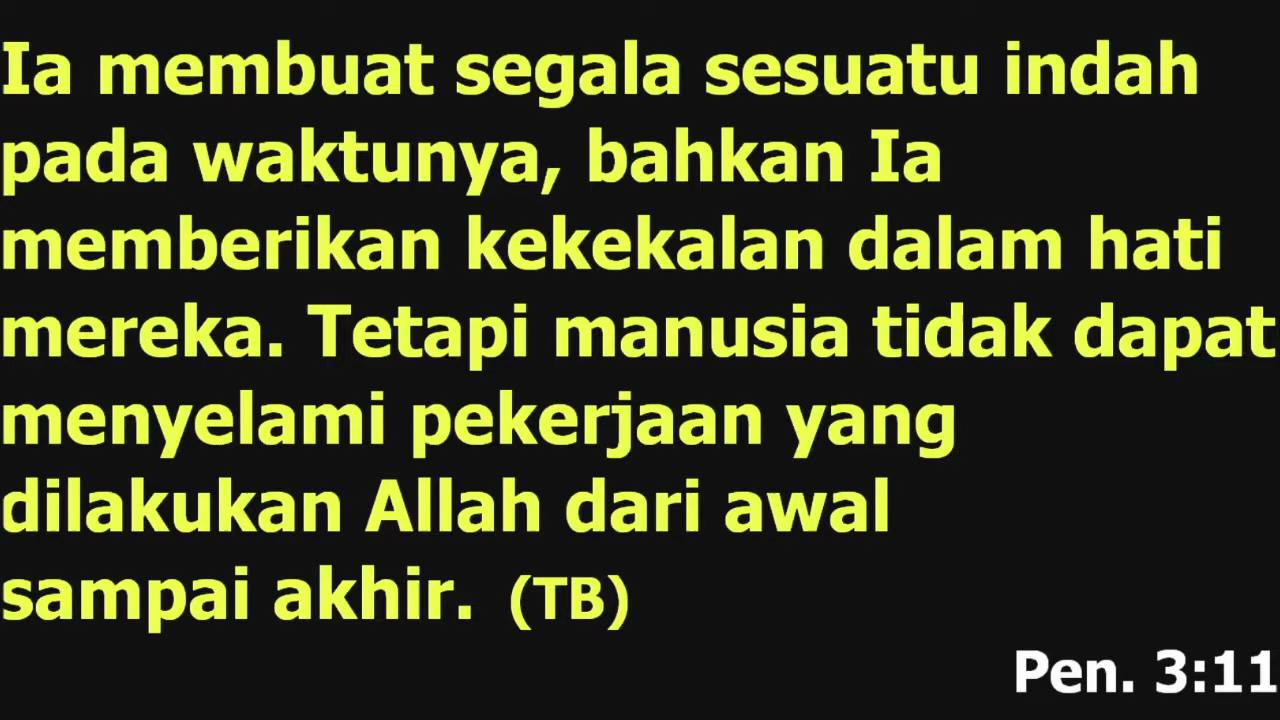 Ia membuat segala sesuatu indah
pada waktunya, bahkan Ia
memberikan kekekalan dalam hati
mereka. Tetapi manusia tidak dapat
menyelami pekerjaan yang
dilakukan Allah dari awal
sampai akhir. (TB)
Pen. 3:11